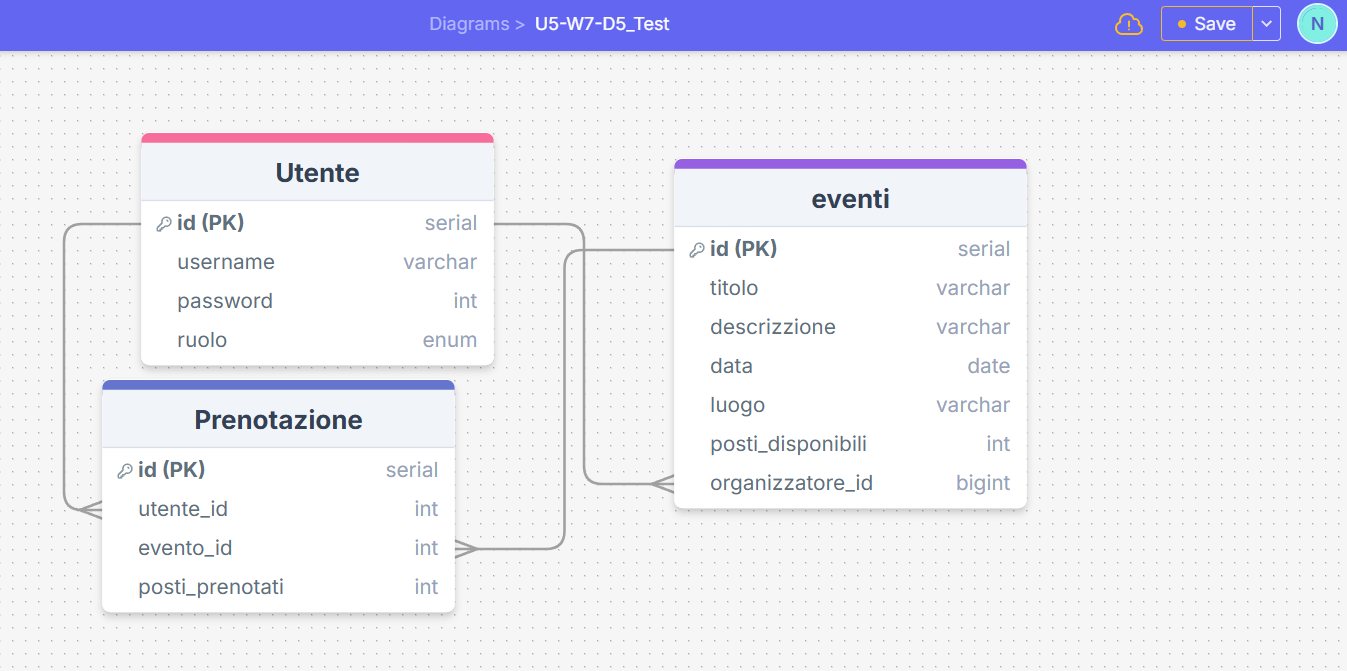 Diagrams > U5-W7-D5_Test
Save
N
Utente
id (PK) serial
username varchar
password int
ruolo enum
Prenotazione
id (PK) serial
utente_id int
evento_id int
posti_prenotati int
eventi
id (PK) serial
titolo varchar
descrizzione varchar
data date
luogo varchar
posti_disponibili int
organizzatore_id bigint